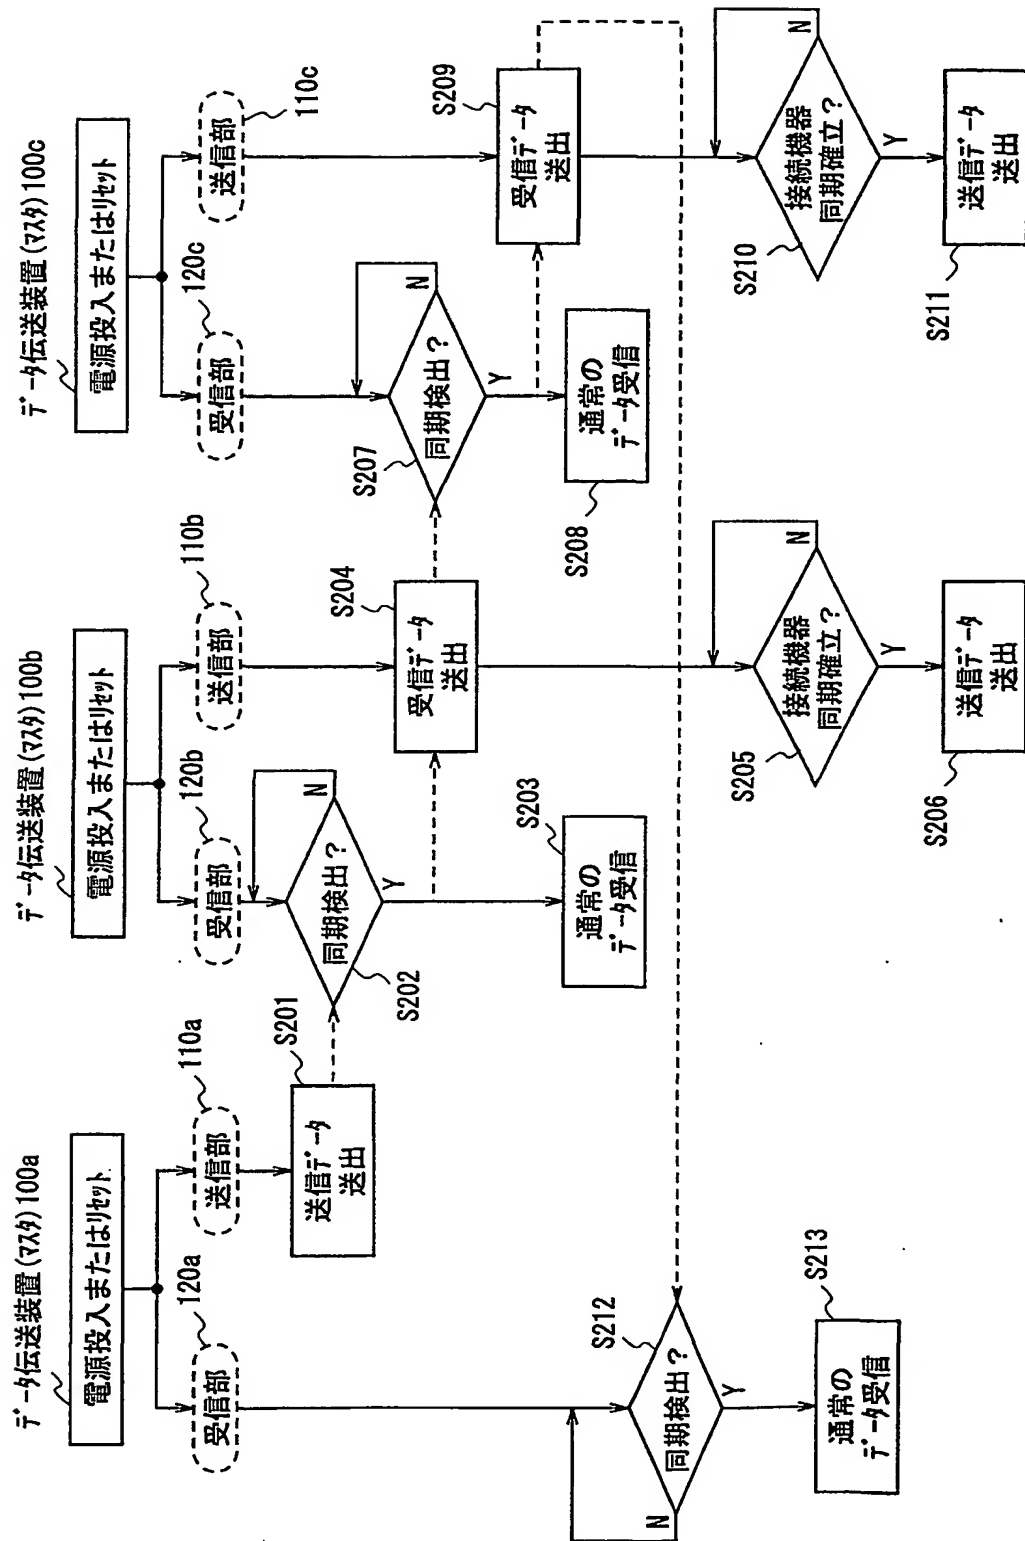 データ伝送装置(マスタ)100a
電源投入またはリセット
120a
受信部
110a
送信部
S201
送信データ
送出
S212
同期検出?
N
Y
S213
通常の
データ受信
データ伝送装置(マスタ)100b
電源投入またはリセット
120b
受信部
110b
送信部
S202
同期検出?
N
Y
S203
通常の
データ受信
S204
受信データ
送出
S205
接続機器
同期確立?
N
Y
S206
送信データ
送出
データ伝送装置(マスタ)100c
電源投入またはリセット
120c
受信部
110c
送信部
S207
同期検出?
N
Y
S208
通常の
データ受信
S209
受信データ
送出
S210
接続機器
同期確立?
N
Y
S211
送信データ
送出